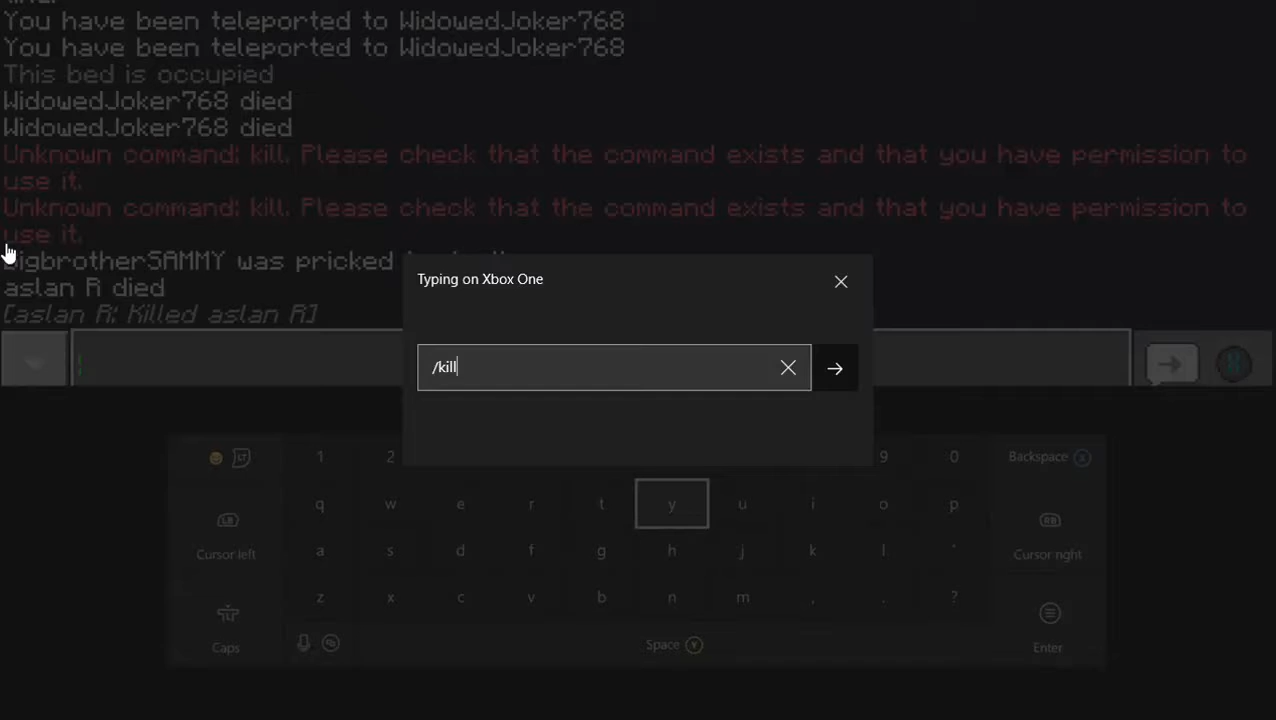 You have been teleported to WidowedJoker768
You have been teleported to WidowedJoker768
This bed is occupied
WidowedJoker768 died
WidowedJoker768 died
Unknown command: kill. Please check that the command exists and that you have permission to
use it.
Unknown command: kill. Please check that the command exists and that you have permission to
use it.
bigbrotherSAMMY was pricked
aslan R died
[aslan R: Killed aslan R]
Typing on Xbox One
/kill
1 2 9 0 Backspace X
LT
q w e r t y u i o p
LB RB
Cursor left a s d f g h j k l ' Cursor right
z x c v b n m , . ?
Caps Space Y Enter